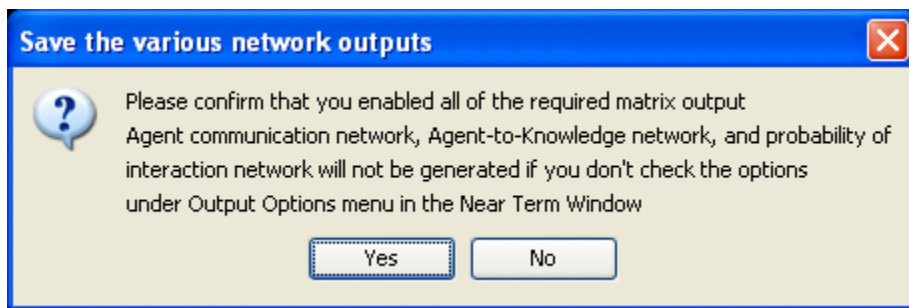 Save the various network outputs
Please confirm that you enabled all of the required matrix output
Agent communication network, Agent-to-Knowledge network, and probability of
interaction network will not be generated if you don't check the options
under Output Options menu in the Near Term Window
Yes No